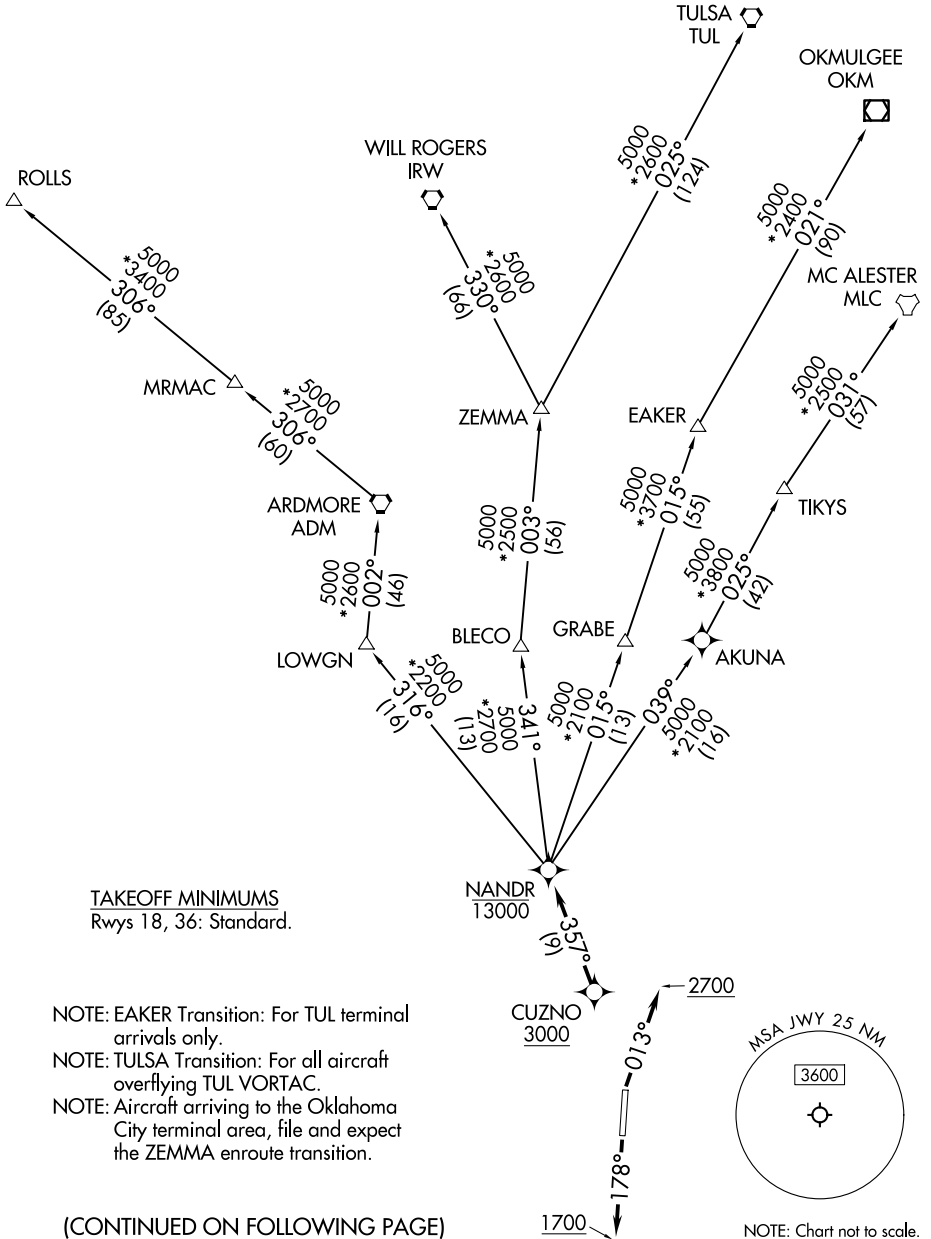 TULSA
TUL
OKMULGEE
OKM
WILL ROGERS
IRW
ROLLS
5000
*2600
025°
(124)
5000
*2400
021°
(90)
MC ALESTER
MLC
5000
*3400
306°
(85)
5000
*2600
330°
(66)
5000
*2500
031°
(57)
MRMAC
ZEMMA
EAKER
5000
*2700
306°
(60)
TIKYS
ARDMORE
ADM
5000
*2500
003°
(56)
5000
*3700
015°
(55)
5000
*3800
025°
(42)
5000
*2600
002°
(46)
LOWGN
BLECO
GRABE
AKUNA
5000
*2200
316°
(16)
341°
5000
*2700
(13)
5000
*2100
015°
(13)
039°
5000
*2100
(16)
NANDR
13000
TAKEOFF MINIMUMS
Rwys 18, 36: Standard.
357°
(9)
CUZNO
3000
2700
013°
178°
1700
NOTE: EAKER Transition: For TUL terminal
arrivals only.
NOTE: TULSA Transition: For all aircraft
overflying TUL VORTAC.
NOTE: Aircraft arriving to the Oklahoma
City terminal area, file and expect
the ZEMMA enroute transition.
MSA JWY 25 NM
3600
(CONTINUED ON FOLLOWING PAGE)
NOTE: Chart not to scale.